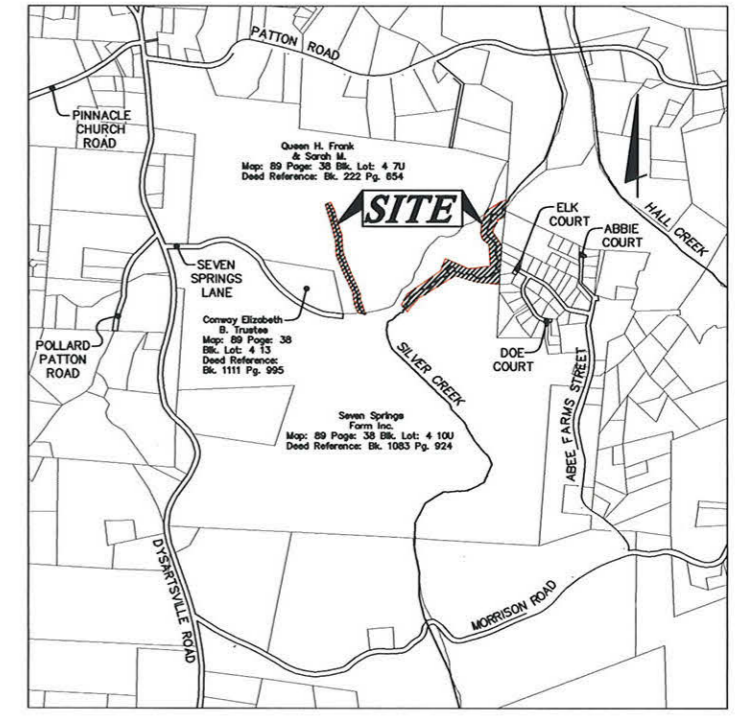 PATTON ROAD
PINNACLE
CHURCH
ROAD
Queen H. Frank
& Sarah M.
Map: 89 Page: 38 Blk. Lot: 4 7U
Deed Reference: Bk. 222 Pg. 654
SITE
ELK
COURT
ABBIE
COURT
HALL CREEK
SEVEN
SPRINGS
LANE
Conway Elizabeth
B. Trustee
Map: 89 Page: 38
Blk. Lot: 4 13
Deed Reference:
Bk. 1111 Pg. 995
POLLARD
PATTON
ROAD
SILVER CREEK
DOE
COURT
ABEE FARMS STREET
Seven Springs
Farm Inc.
Map: 89 Page: 38 Blk. Lot: 4 10U
Deed Reference: Bk. 1083 Pg. 924
DYSARTSVILLE ROAD
MORRISON ROAD